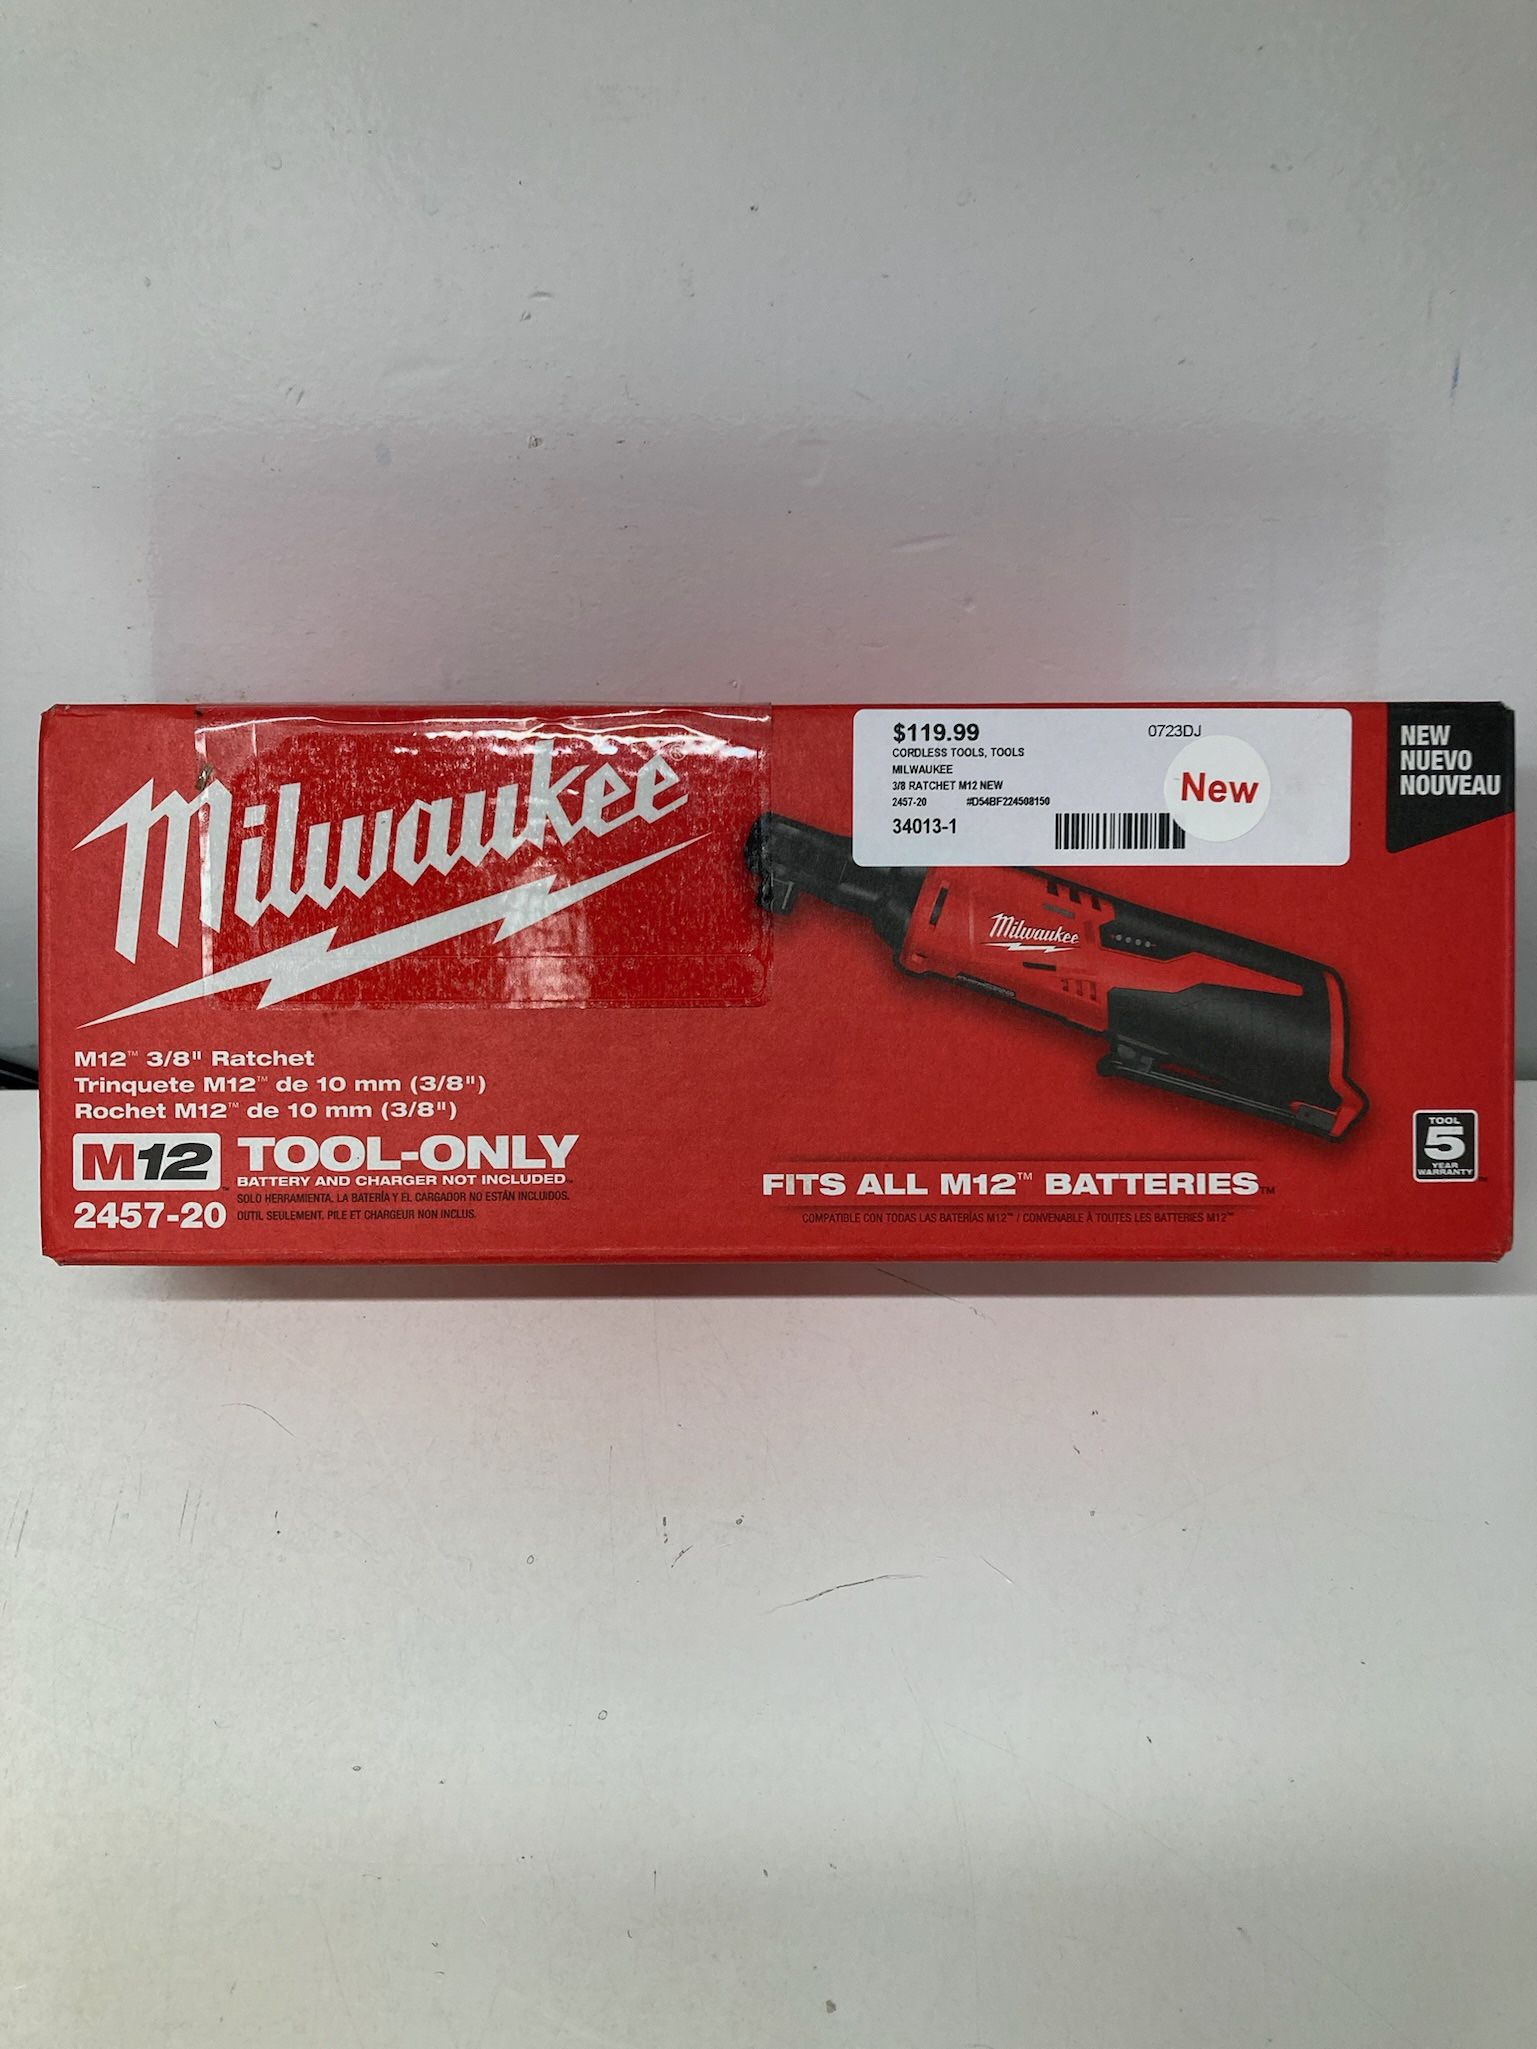 Milwaukee
$119.99 0723DJ
CORDLESS TOOLS, TOOLS
MILWAUKEE
3/8 RATCHET M12 NEW
2457-20 #D54BF224508150
34013-1
New
NEW
NUEVO
NOUVEAU
Milwaukee
M12™ 3/8" Ratchet
Trinquete M12™ de 10 mm (3/8")
Rochet M12™ de 10 mm (3/8")
M12™ TOOL-ONLY
BATTERY AND CHARGER NOT INCLUDED
SOLO HERRAMIENTA. LA BATERÍA Y EL CARGADOR NO ESTÁN INCLUIDOS.
2457-20 OUTIL SEULEMENT. PILE ET CHARGEUR NON INCLUS.
FITS ALL M12™ BATTERIES™
COMPATIBLE CON TODAS LAS BATERÍAS M12™ / CONVENABLE À TOUTES LES BATTERIES M12™
TOOL
5
YEAR
WARRANTY